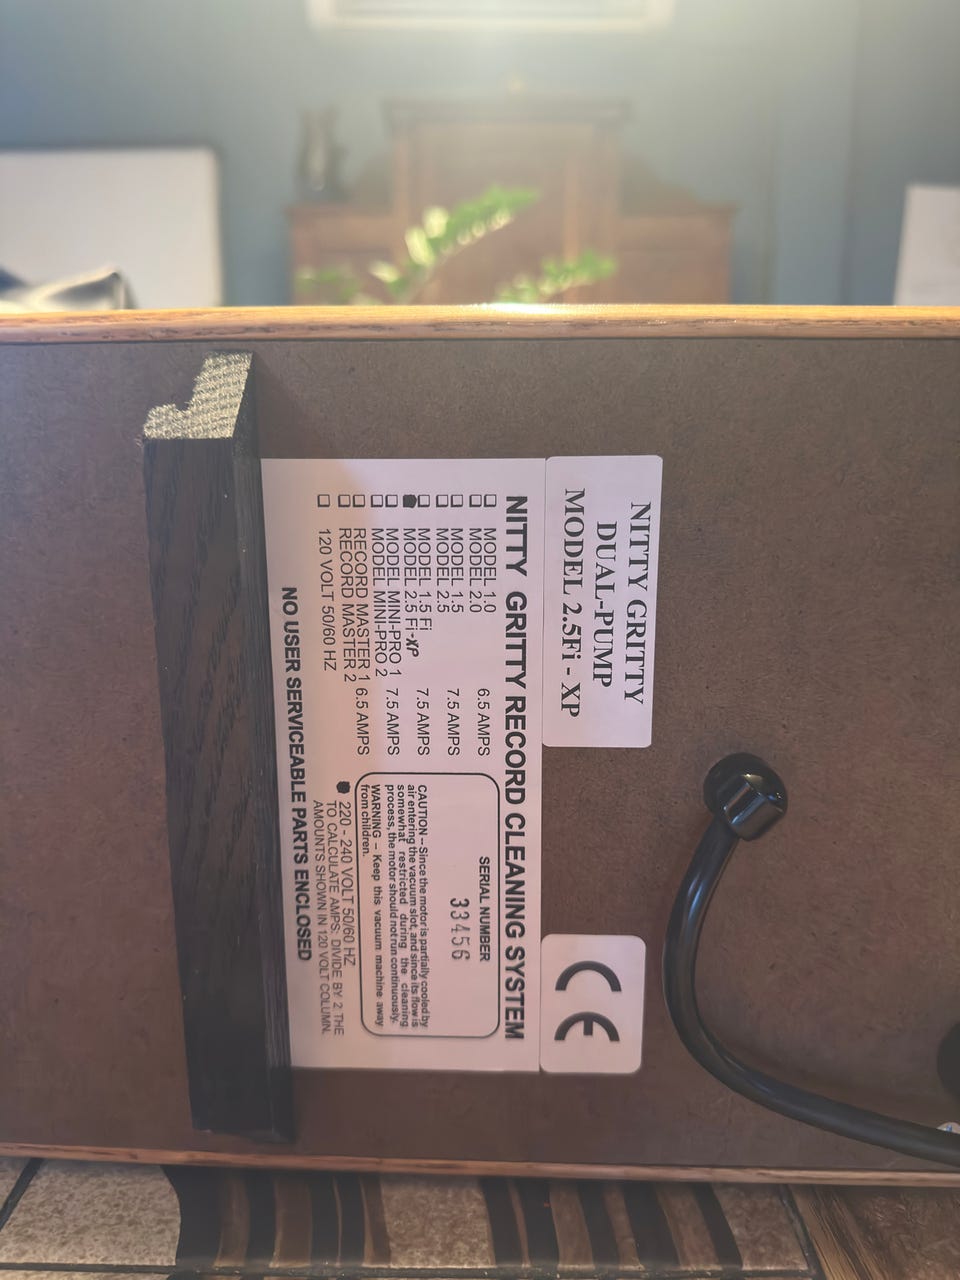 NITTY GRITTY
DUAL-PUMP
MODEL 2.5Fi - XP
CE
NITTY GRITTY RECORD CLEANING SYSTEM
MODEL 1.0
MODEL 2.0 6.5 AMPS
MODEL 1.5
MODEL 2.5 7.5 AMPS
MODEL 1.5 Fi
MODEL 2.5 Fi-XP 7.5 AMPS
MODEL MINI-PRO 1
MODEL MINI-PRO 2 7.5 AMPS
RECORD MASTER 1
RECORD MASTER 2 6.5 AMPS
120 VOLT 50/60 HZ
SERIAL NUMBER
33456
CAUTION – Since the motor is partially cooled by
air entering the vacuum slot, and since its flow is
somewhat restricted during the cleaning
process, the motor should not run continuously.
WARNING – Keep this vacuum machine away
from children.
220 - 240 VOLT 50/60 HZ
TO CALCULATE AMPS: DIVIDE BY 2 THE
AMOUNTS SHOWN IN 120 VOLT COLUMN.
NO USER SERVICEABLE PARTS ENCLOSED